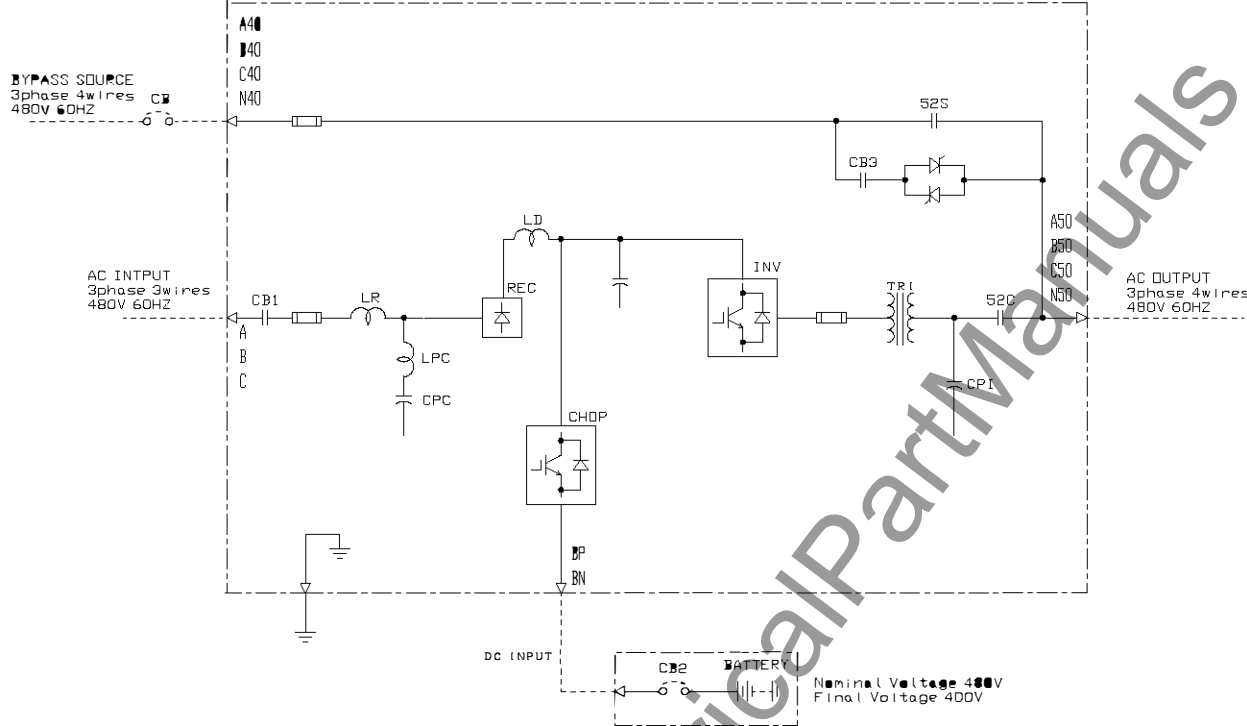 A40
B40
C40
N40
BYPASS SOURCE
3phase 4wires
480V 60HZ
CB
52S
CB3
LD
A50
B50
C50
N50
AC INTPUT
3phase 3wires
480V 60HZ
CB1
LR
REC
INV
TRI
52C
AC OUTPUT
3phase 4wires
480V 60HZ
A
B
C
LPC
CPC
CPI
CHOP
BP
BN
DC INPUT
CB2
BATTERY
Nominal Voltage 480V
Final Voltage 400V
icalPartManuals